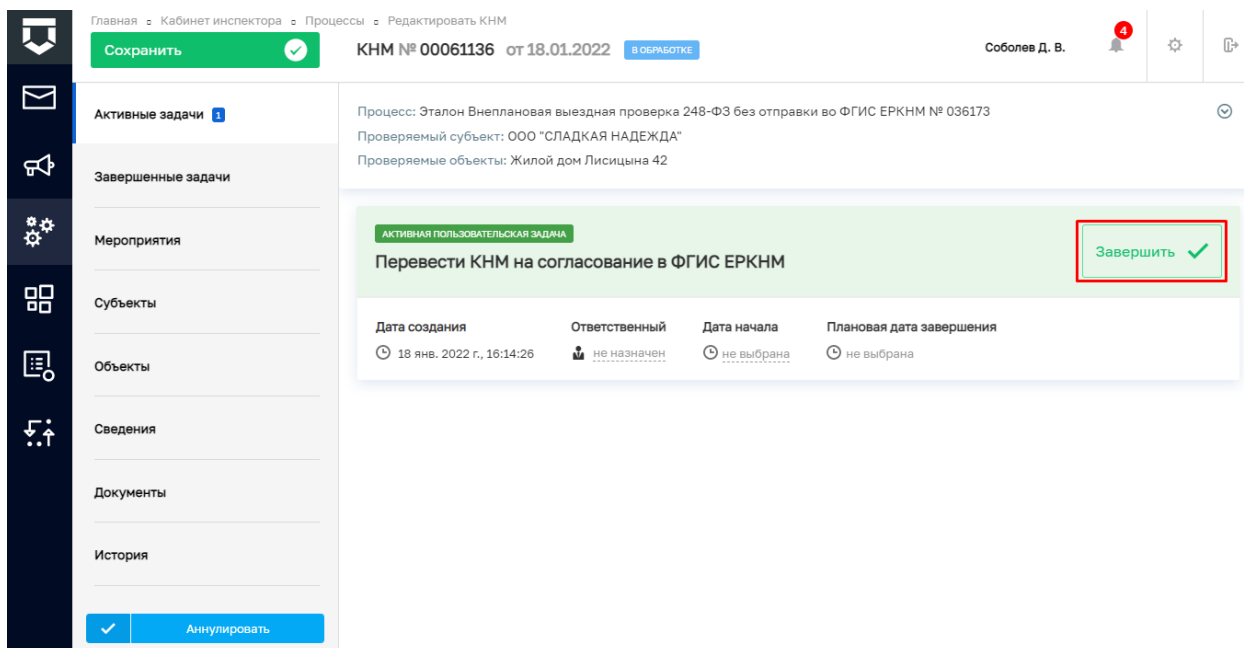 Главная ▫ Кабинет инспектора ▫ Процессы ▫ Редактировать КНМ
Сохранить
КНМ № 00061136 от 18.01.2022 В ОБРАБОТКЕ
Соболев Д. В.
4
Активные задачи 1
Завершенные задачи
Мероприятия
Субъекты
Объекты
Сведения
Документы
История
Аннулировать
Процесс: Эталон Внеплановая выездная проверка 248-ФЗ без отправки во ФГИС ЕРКНМ № 036173
Проверяемый субъект: ООО "СЛАДКАЯ НАДЕЖДА"
Проверяемые объекты: Жилой дом Лисицына 42
АКТИВНАЯ ПОЛЬЗОВАТЕЛЬСКАЯ ЗАДАЧА
Перевести КНМ на согласование в ФГИС ЕРКНМ
Завершить
Дата создания Ответственный Дата начала Плановая дата завершения
18 янв. 2022 г., 16:14:26 не назначен не выбрана не выбрана